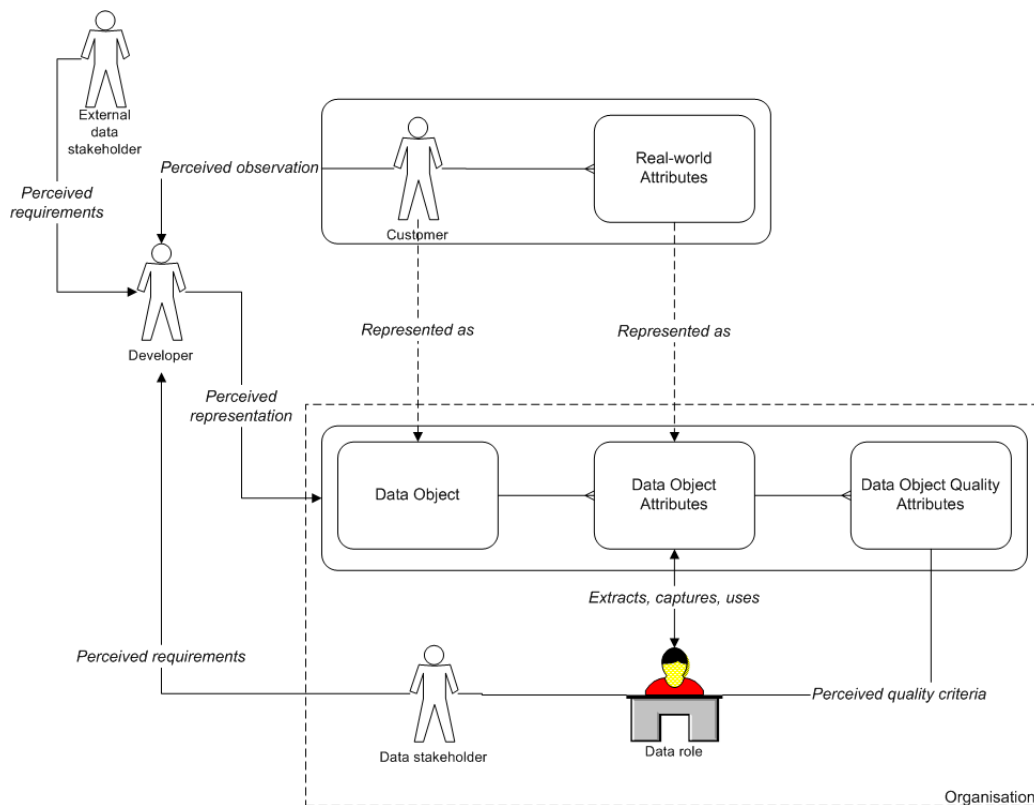 External
data
stakeholder
Perceived observation
Real-world
Attributes
Perceived
requirements
Customer
Developer
Represented as
Represented as
Perceived
representation
Data Object
Data Object
Attributes
Data Object Quality
Attributes
Extracts, captures, uses
Perceived requirements
Perceived quality criteria
Data stakeholder
Data role
Organisation